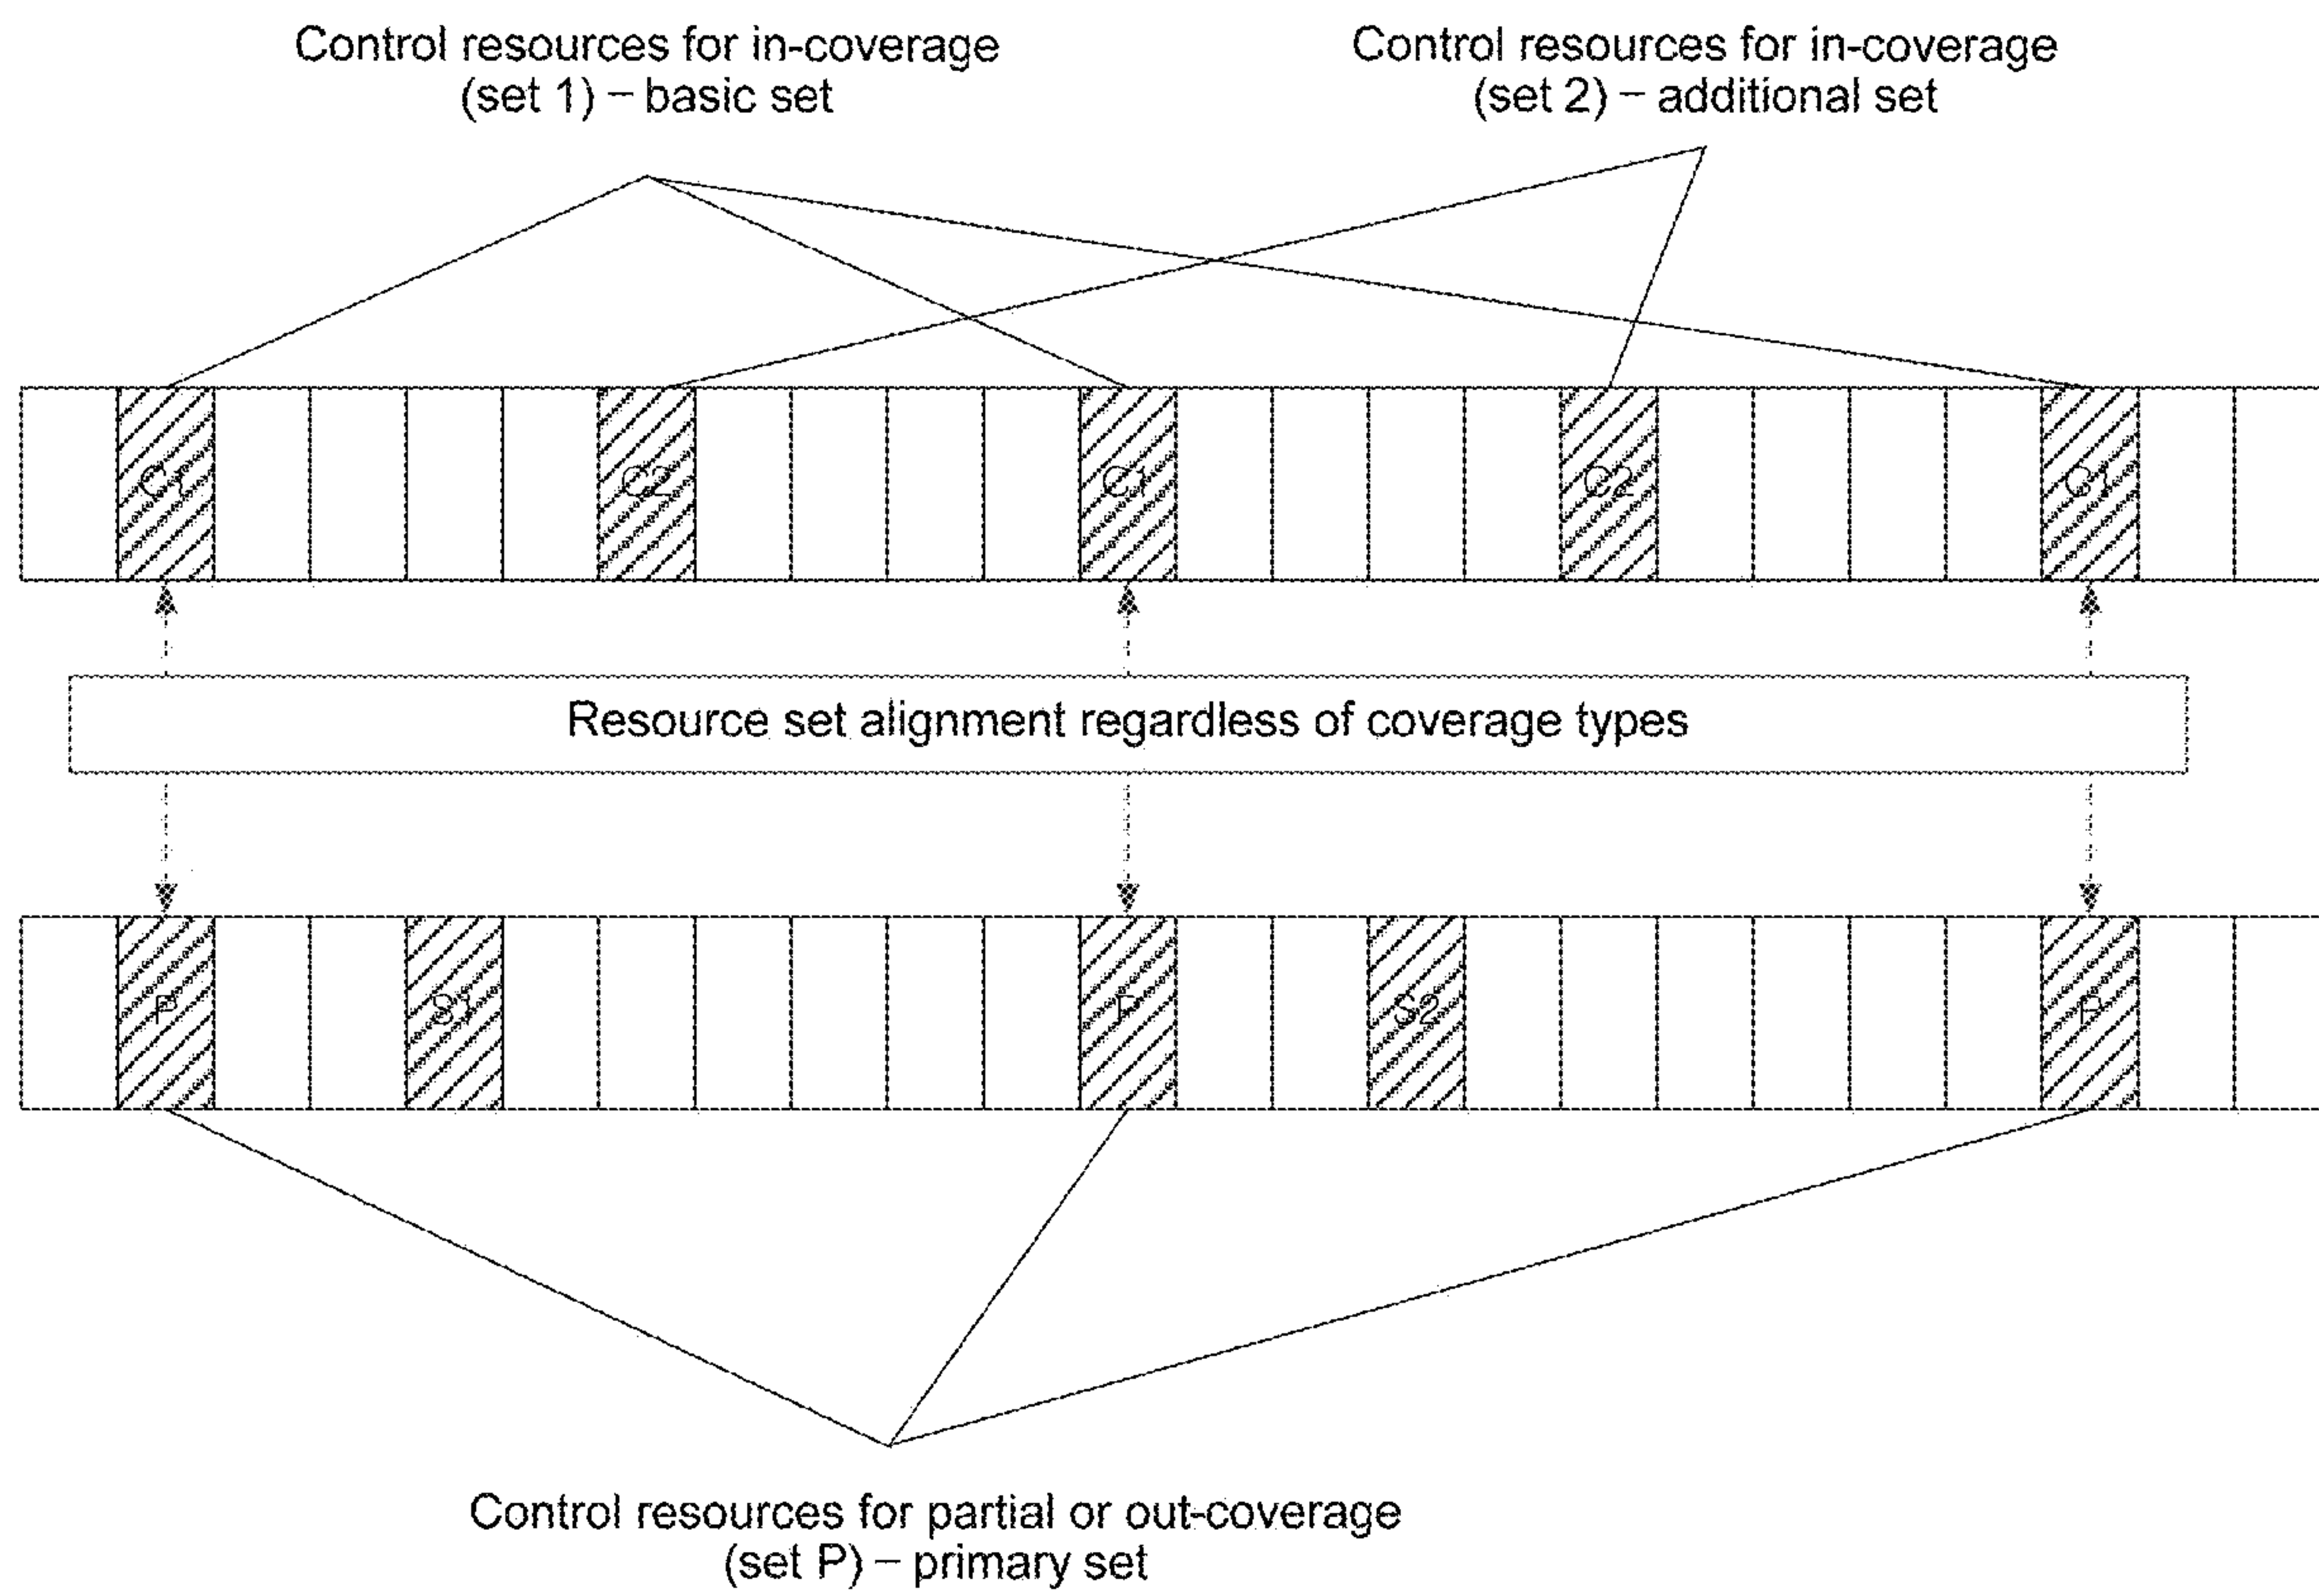 Control resources for in-coverage
(set 1) – basic set
Control resources for in-coverage
(set 2) – additional set
C1
C2
C1
C2
C1
Resource set alignment regardless of coverage types
P
S1
P
S2
P
Control resources for partial or out-coverage
(set P) – primary set